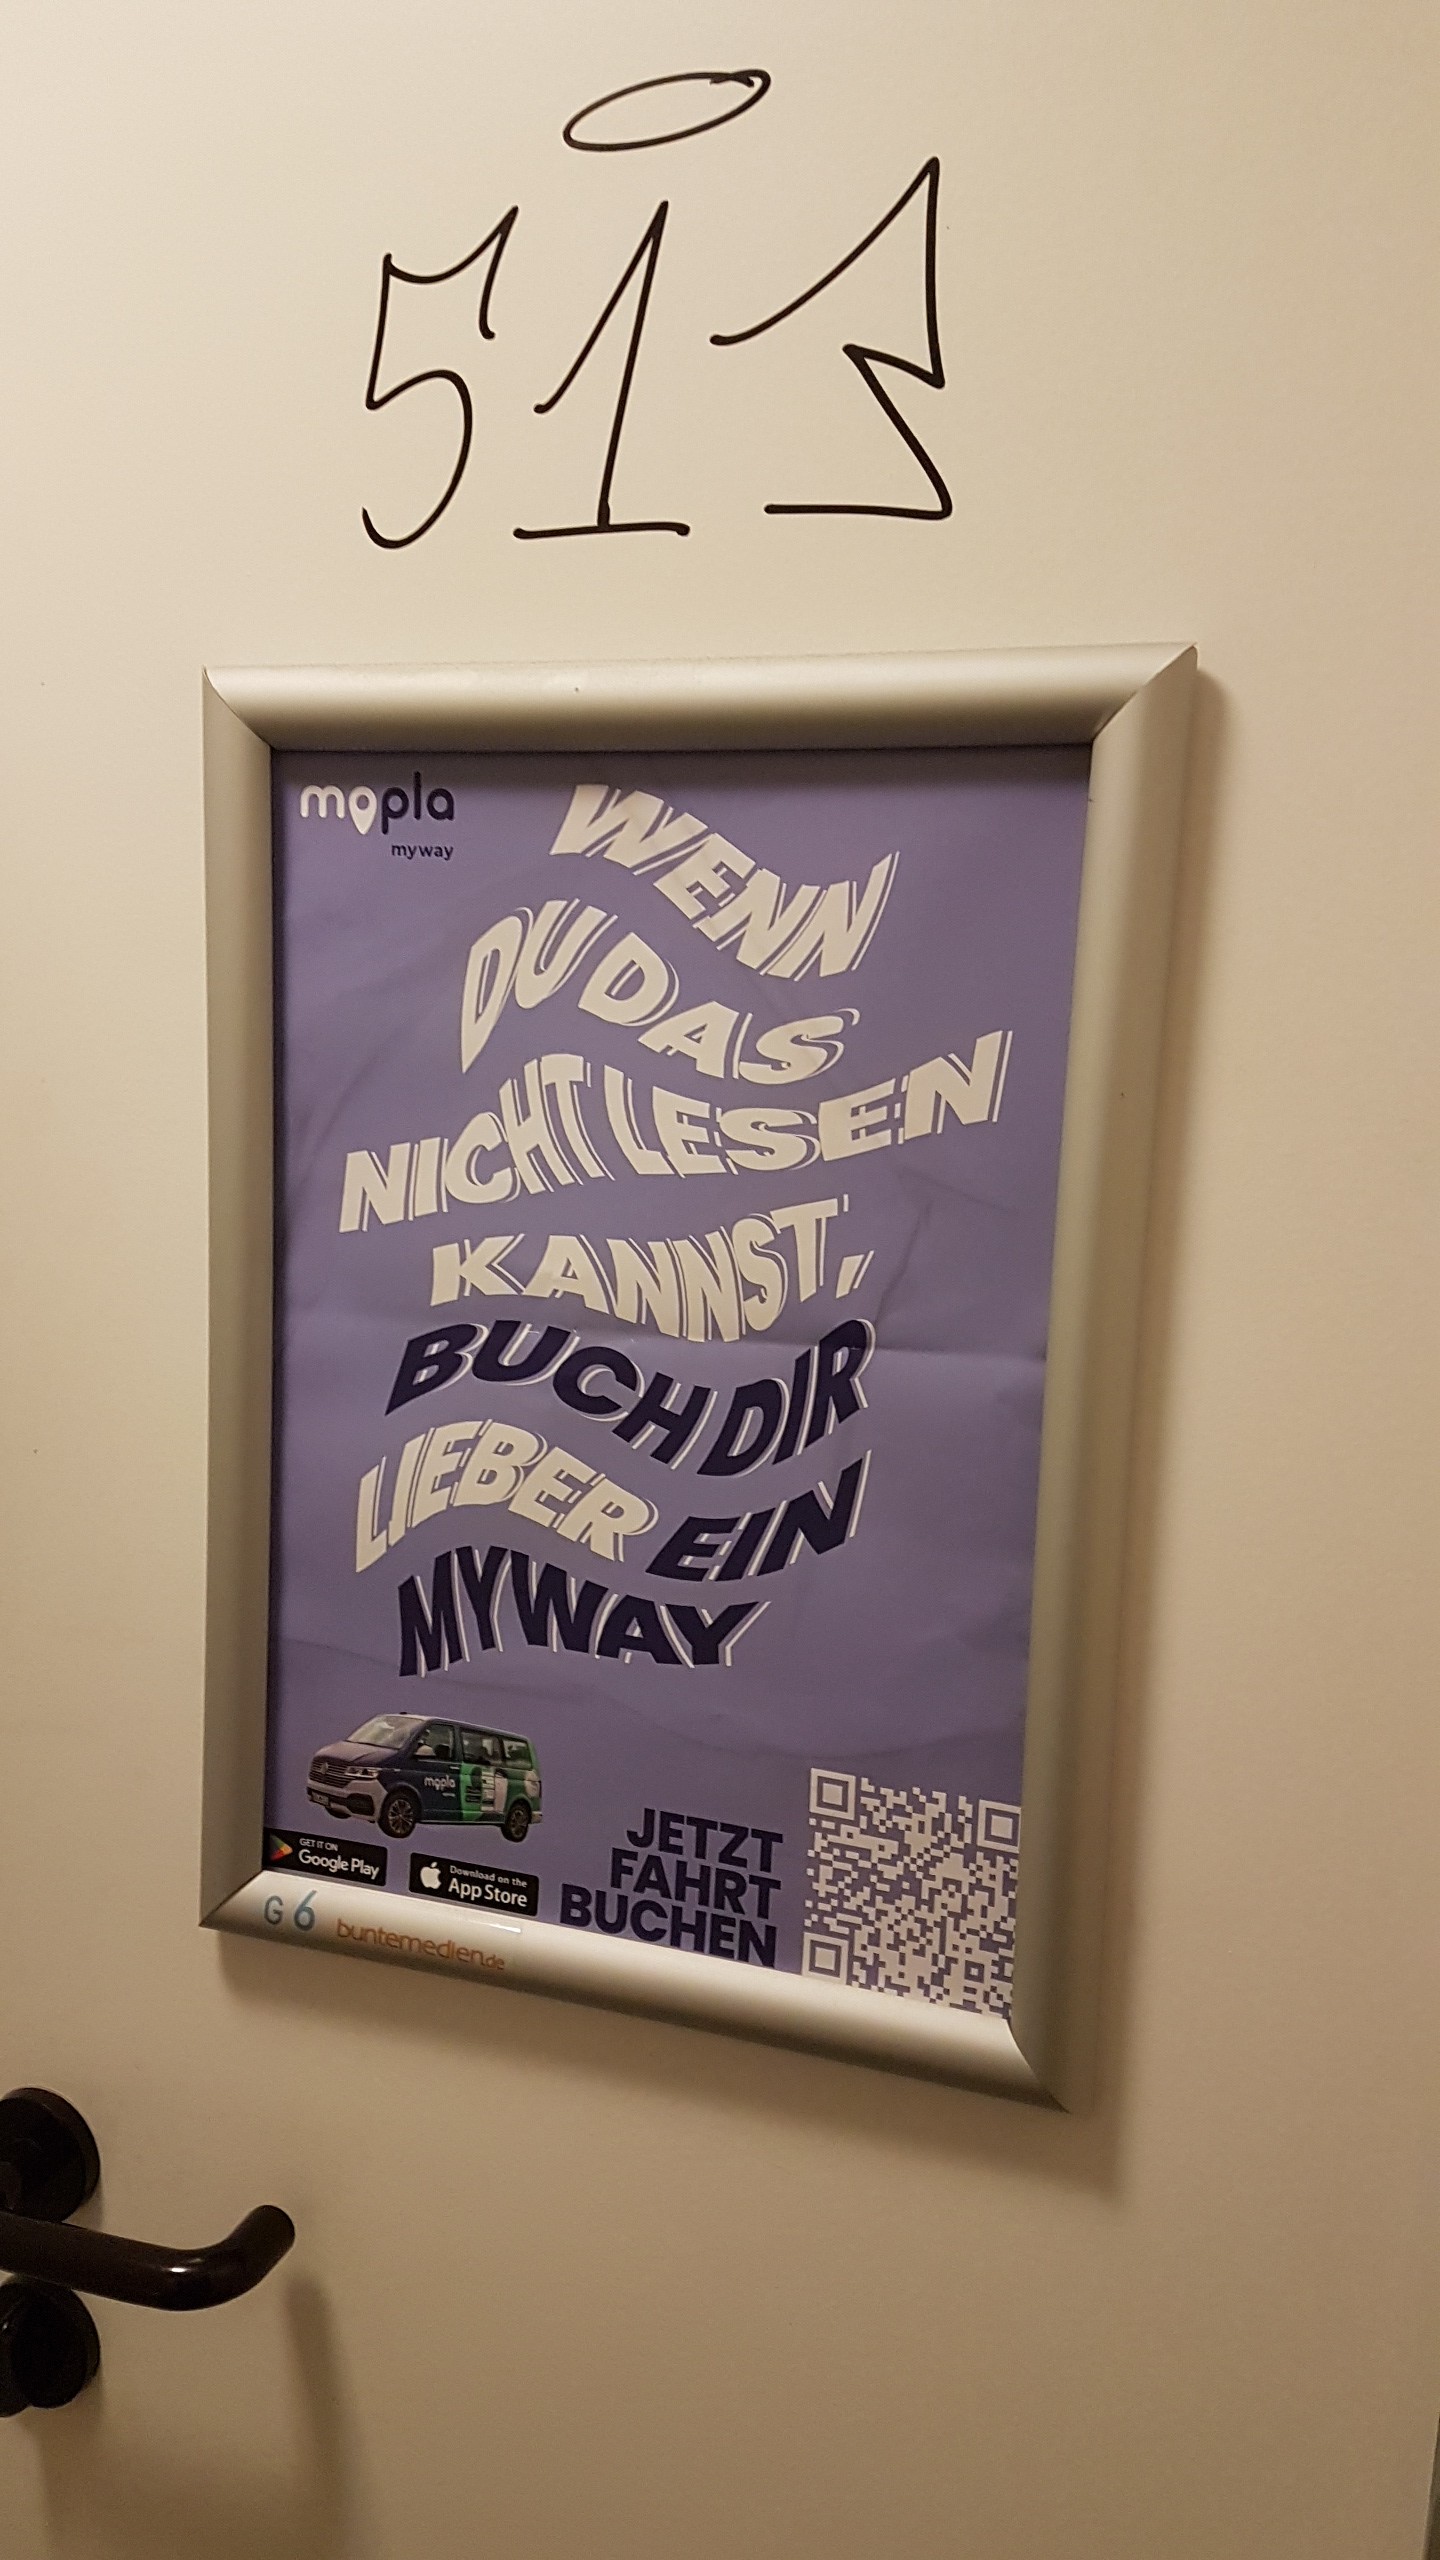 511
mopla
myway
WENN
DU DAS
NICHT LESEN
KANNST,
BUCH DIR
LIEBER EIN
MYWAY
mopla
GET IT ON
Google Play
Download on the
App Store
JETZT
FAHRT
BUCHEN
G 6
buntemedien.de